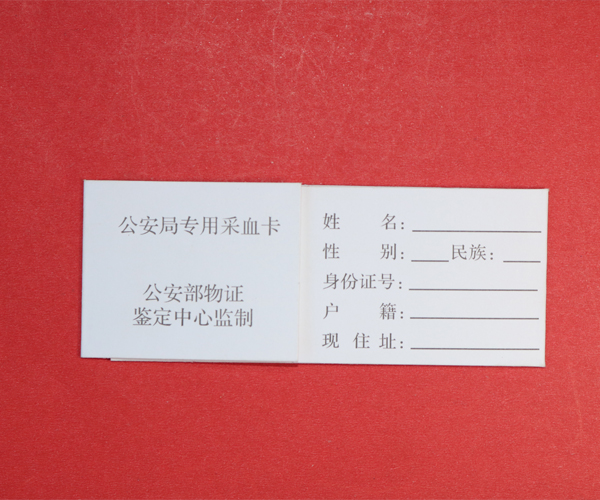 公安局专用采血卡
公安部物证
鉴定中心监制
姓 名：
性 别： 民族：
身份证号：
户 籍：
现 住 址：